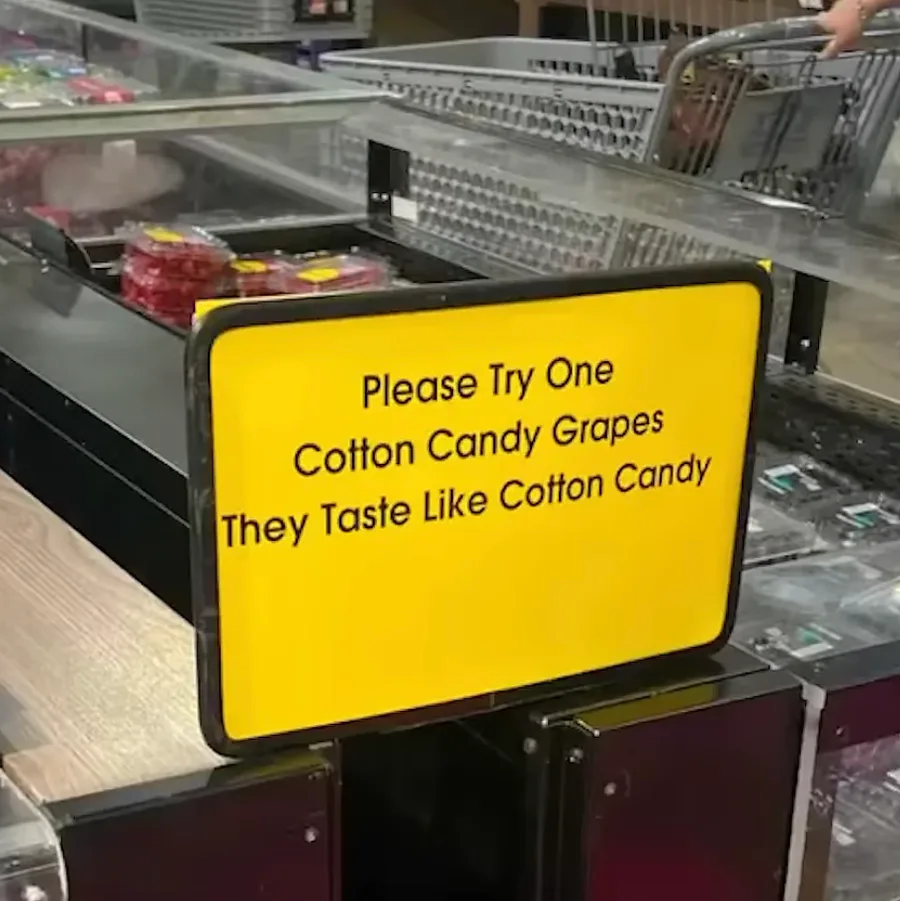 Please Try One
Cotton Candy Grapes
They Taste Like Cotton Candy